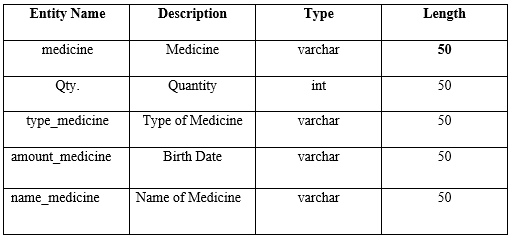 Entity Name Description Type Length
medicine Medicine varchar 50
Qty. Quantity int 50
type_medicine Type of Medicine varchar 50
amount_medicine Birth Date varchar 50
name_medicine Name of Medicine varchar 50